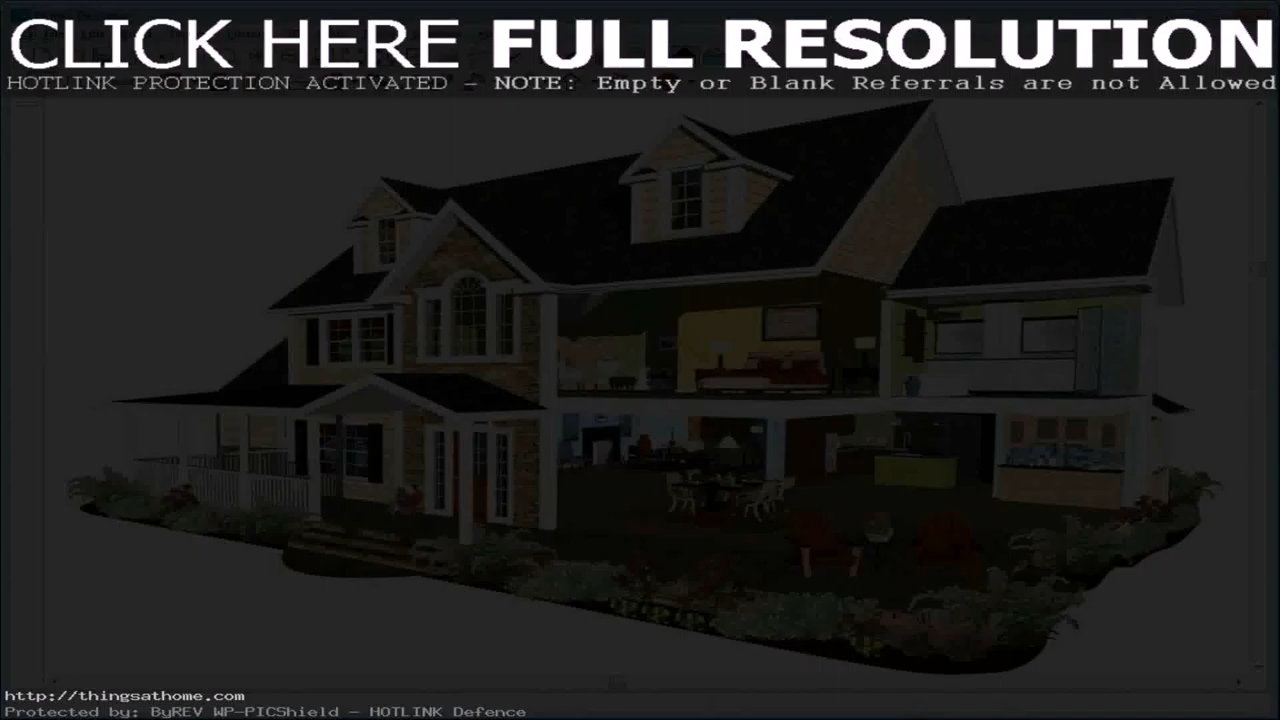 CLICK HERE FULL RESOLUTION
HOTLINK PROTECTION ACTIVATED - NOTE: Empty or Blank Referrals are not Allowed
http://thingsathome.com
Protected by: ByREV WP-PICShield - HOTLINK Defence